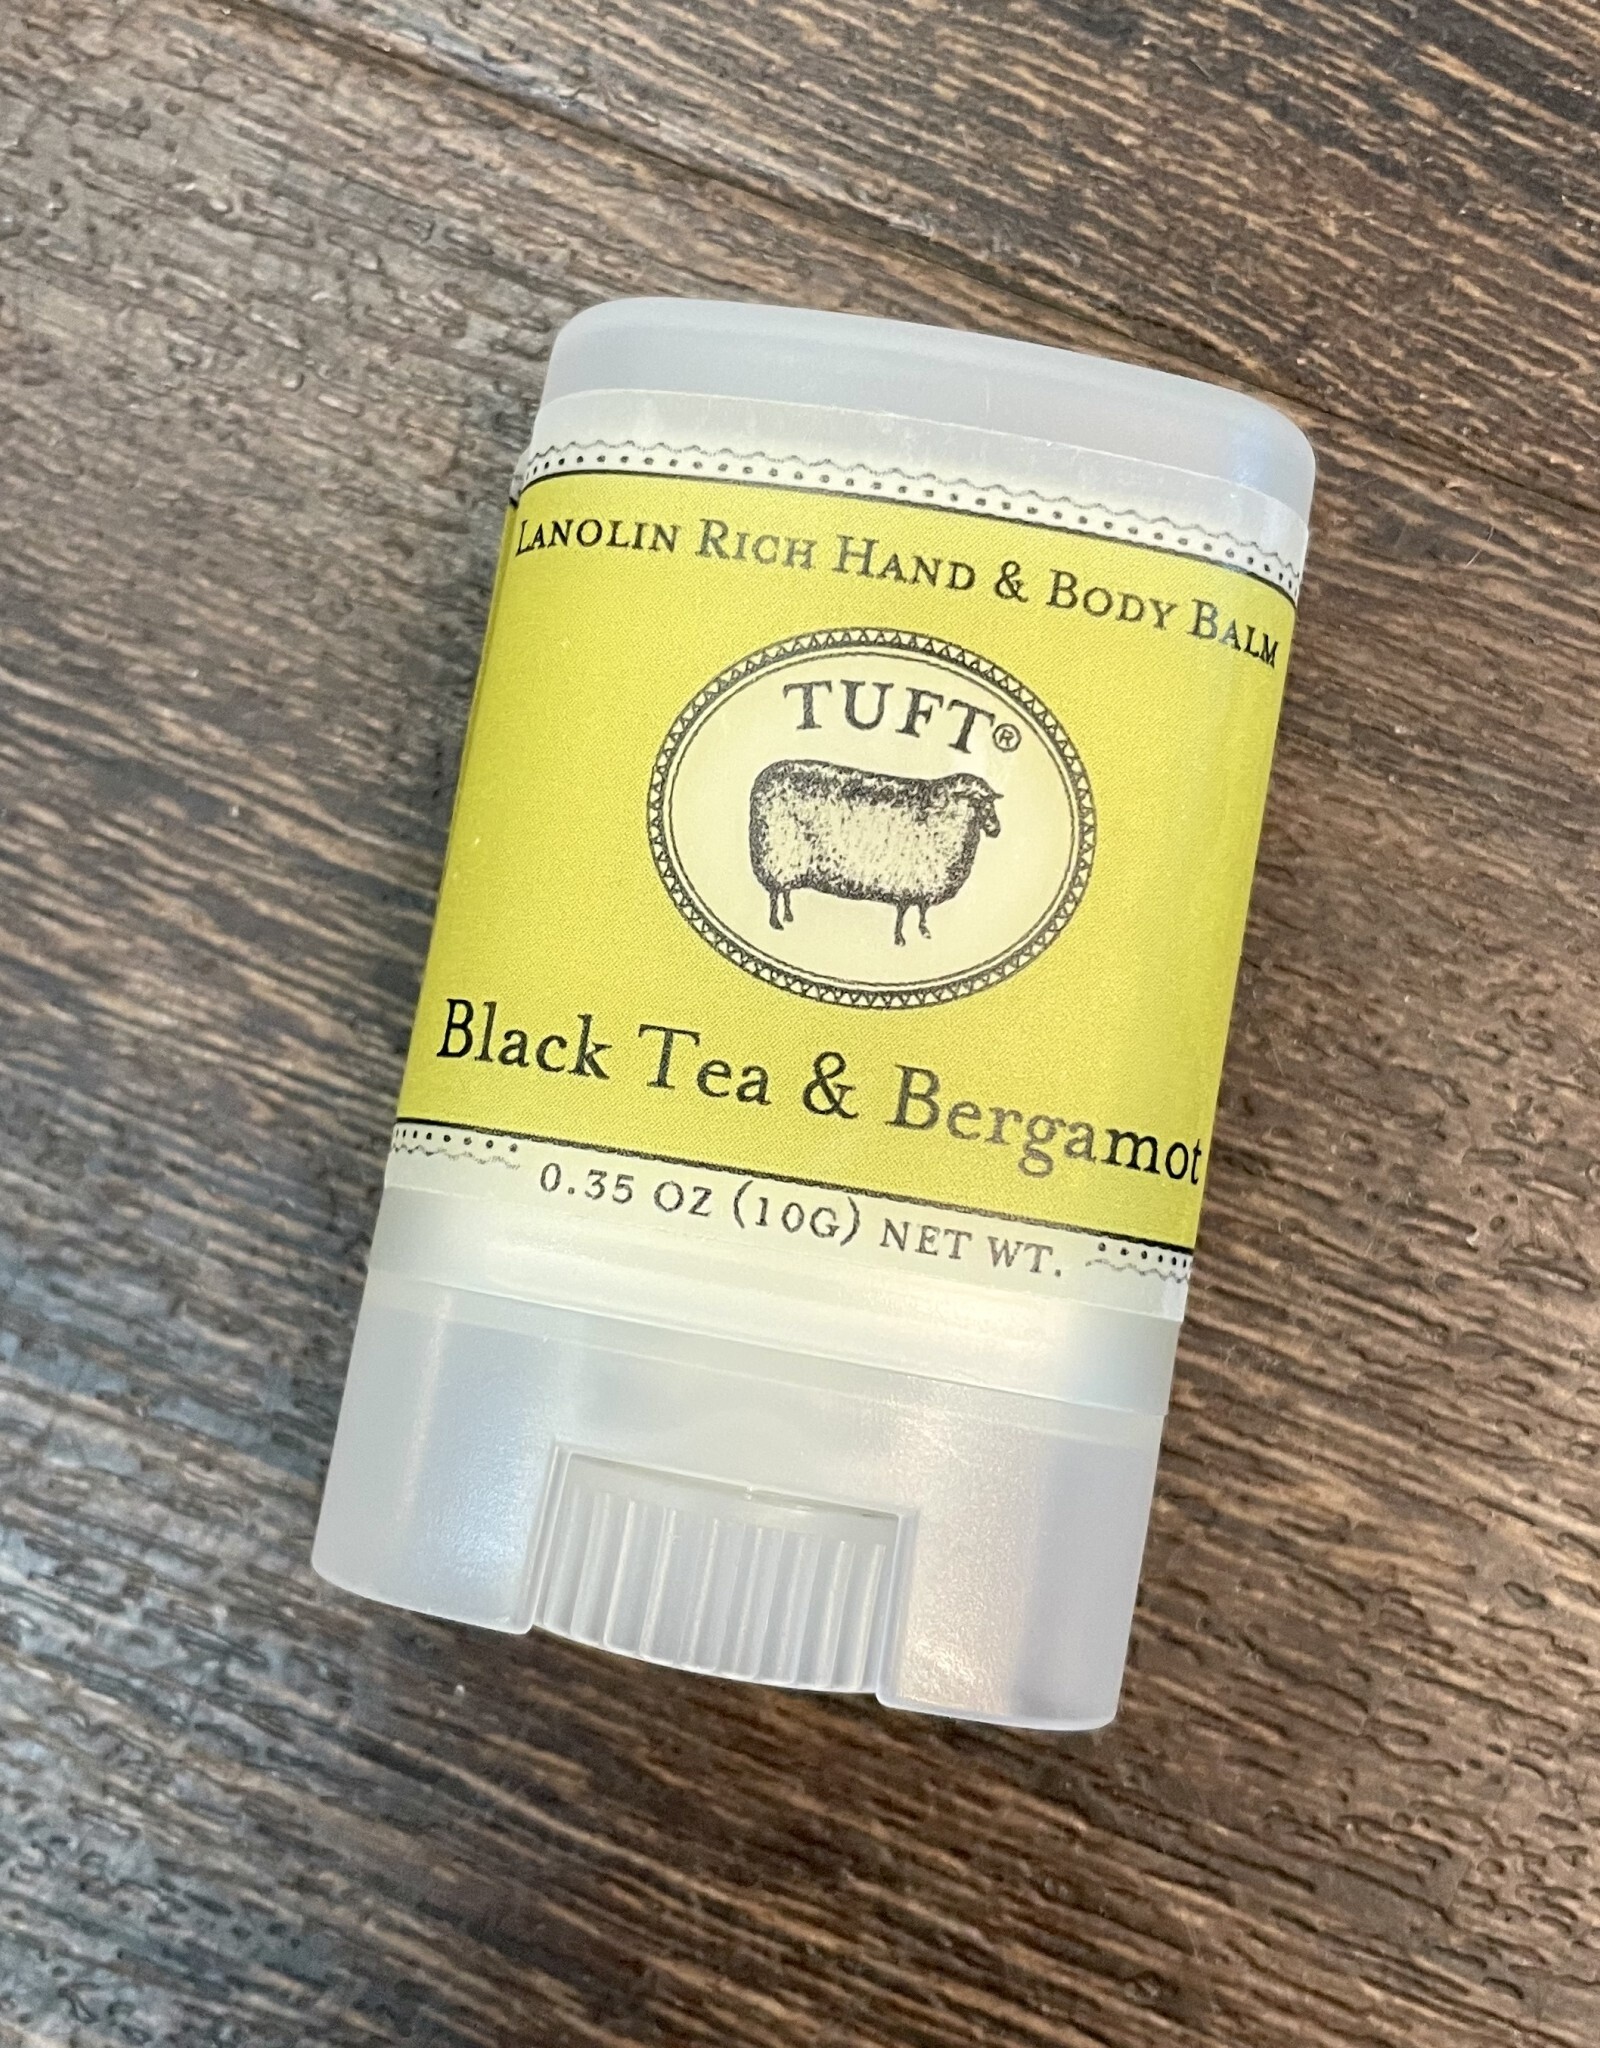 Lanolin Rich Hand & Body Balm
TUFT®
Black Tea & Bergamot
0.35 OZ (10G) NET WT.